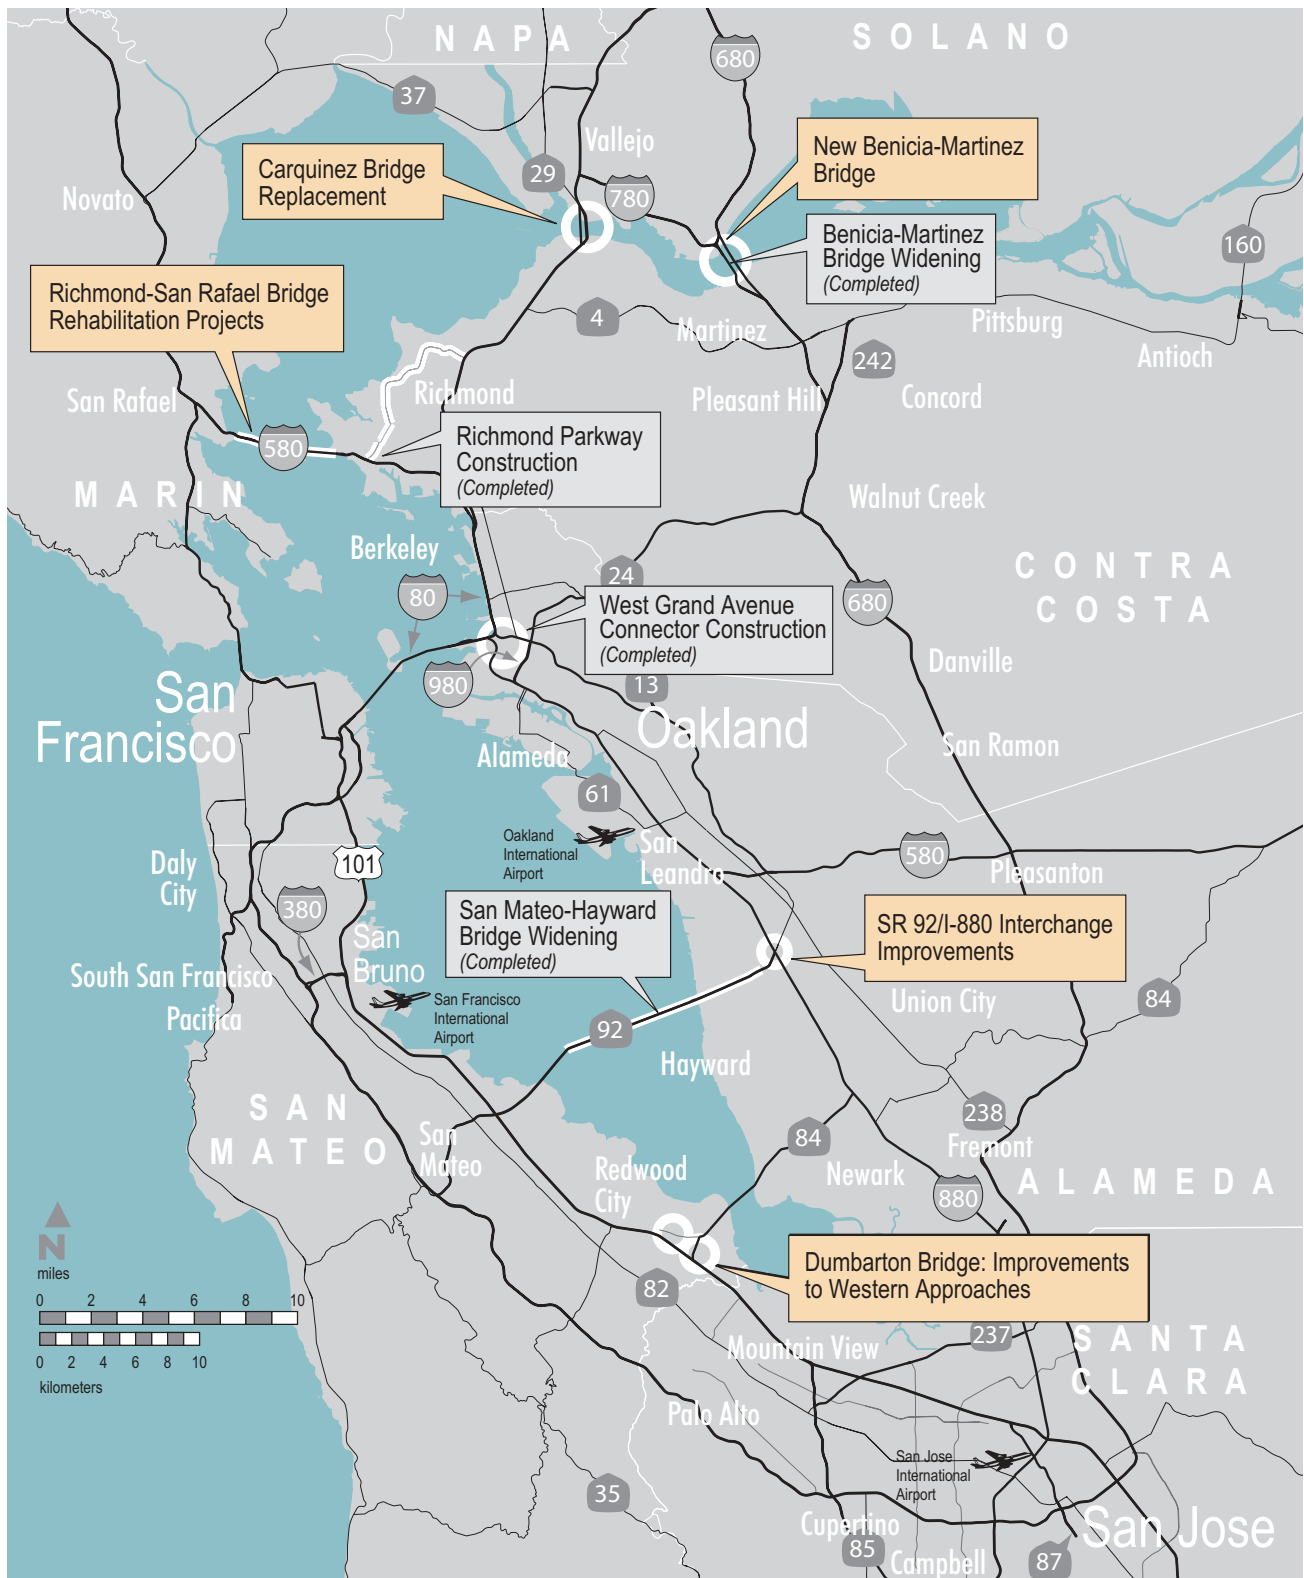 NAPA
SOLANO
680
37
Vallejo
New Benicia-Martinez
Bridge
Carquinez Bridge
Replacement
29
780
Novato
Benicia-Martinez
Bridge Widening
(Completed)
160
Richmond-San Rafael Bridge
Rehabilitation Projects
4
Martinez
Pittsburg
Antioch
242
San Rafael
Richmond
Pleasant Hill
Concord
580
Richmond Parkway
Construction
(Completed)
MARIN
Walnut Creek
Berkeley
24
CONTRA
COSTA
80
680
West Grand Avenue
Connector Construction
(Completed)
Danville
980
13
San
Francisco
Oakland
Alameda
San Ramon
61
Oakland
International
Airport
San
Leandro
580
Pleasanton
101
Daly
City
380
San Mateo-Hayward
Bridge Widening
(Completed)
SR 92/I-880 Interchange
Improvements
San
Bruno
South San Francisco
Pacifica
San Francisco
International
Airport
Union City
84
92
Hayward
SAN
MATEO
238
84
Fremont
San
Mateo
Redwood
City
Newark
880
ALAMEDA
N
miles
0 2 4 6 8 10
0 2 4 6 8 10
kilometers
Dumbarton Bridge: Improvements
to Western Approaches
82
237
Mountain View
SANTA
CLARA
Palo Alto
San Jose
International
Airport
35
Cupertino
San Jose
85
Campbell
87